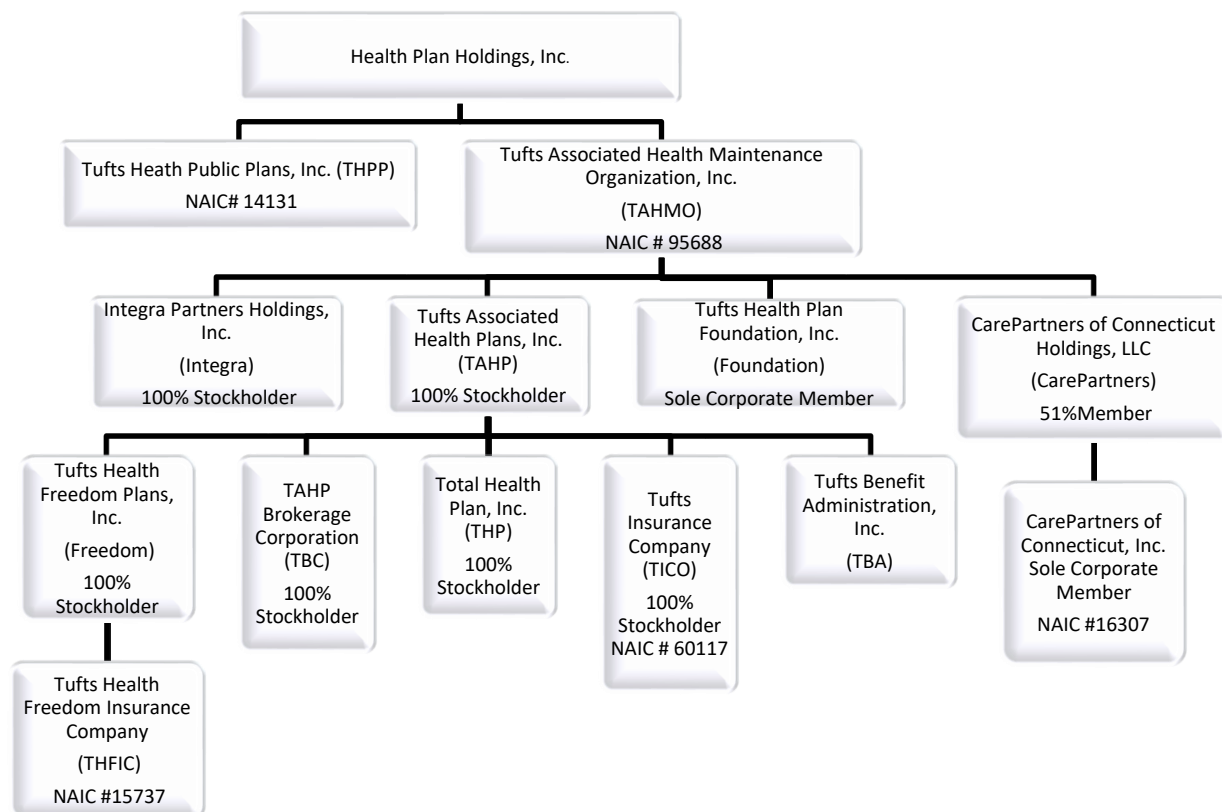 Health Plan Holdings, Inc.
Tufts Heath Public Plans, Inc. (THPP)
NAIC# 14131
Tufts Associated Health Maintenance
Organization, Inc.
(TAHMO)
NAIC # 95688
Integra Partners Holdings,
Inc.
(Integra)
100% Stockholder
Tufts Associated
Health Plans, Inc.
(TAHP)
100% Stockholder
Tufts Health Plan
Foundation, Inc.
(Foundation)
Sole Corporate Member
CarePartners of Connecticut
Holdings, LLC
(CarePartners)
51%Member
Tufts Health
Freedom Plans,
Inc.
(Freedom)
100%
Stockholder
TAHP
Brokerage
Corporation
(TBC)
100%
Stockholder
Total Health
Plan, Inc.
(THP)
100%
Stockholder
Tufts
Insurance
Company
(TICO)
100%
Stockholder
NAIC # 60117
Tufts Benefit
Administration,
Inc.
(TBA)
CarePartners of
Connecticut, Inc.
Sole Corporate
Member
NAIC #16307
Tufts Health
Freedom Insurance
Company
(THFIC)
NAIC #15737